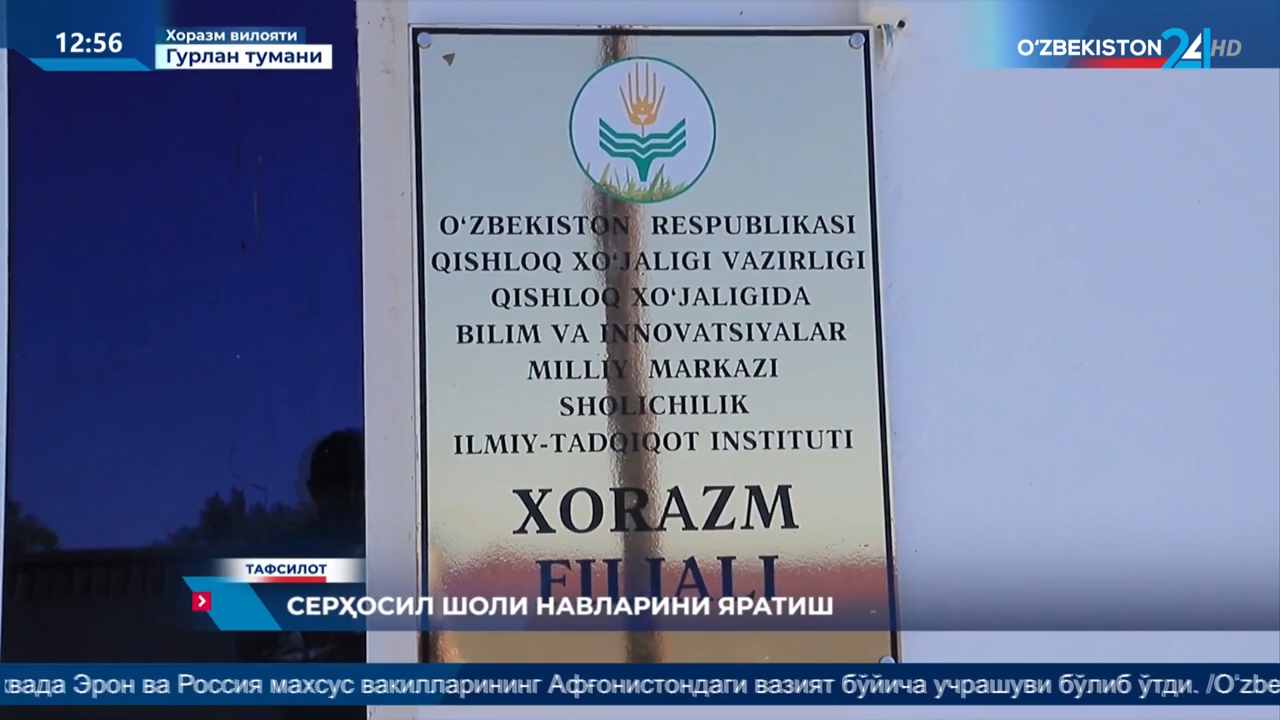 12:56
Хоразм вилояти
Гурлан тумани
O‘ZBEKISTON 24 HD
O‘ZBEKISTON RESPUBLIKASI
QISHLOQ XO‘JALIGI VAZIRLIGI
QISHLOQ XO‘JALIGIDA
BILIM VA INNOVATSIYALAR
MILLIY MARKAZI
SHOLICHILIK
ILMIY-TADQIQOT INSTITUTI
XORAZM
FILIALI
ТАФСИЛОТ
СЕРҲОСИЛ ШОЛИ НАВЛАРИНИ ЯРАТИШ
Эрон ва Россия махсус вакилларининг Афғонистондаги вазият бўйича учрашуви бўлиб ўтди. /O‘zbe